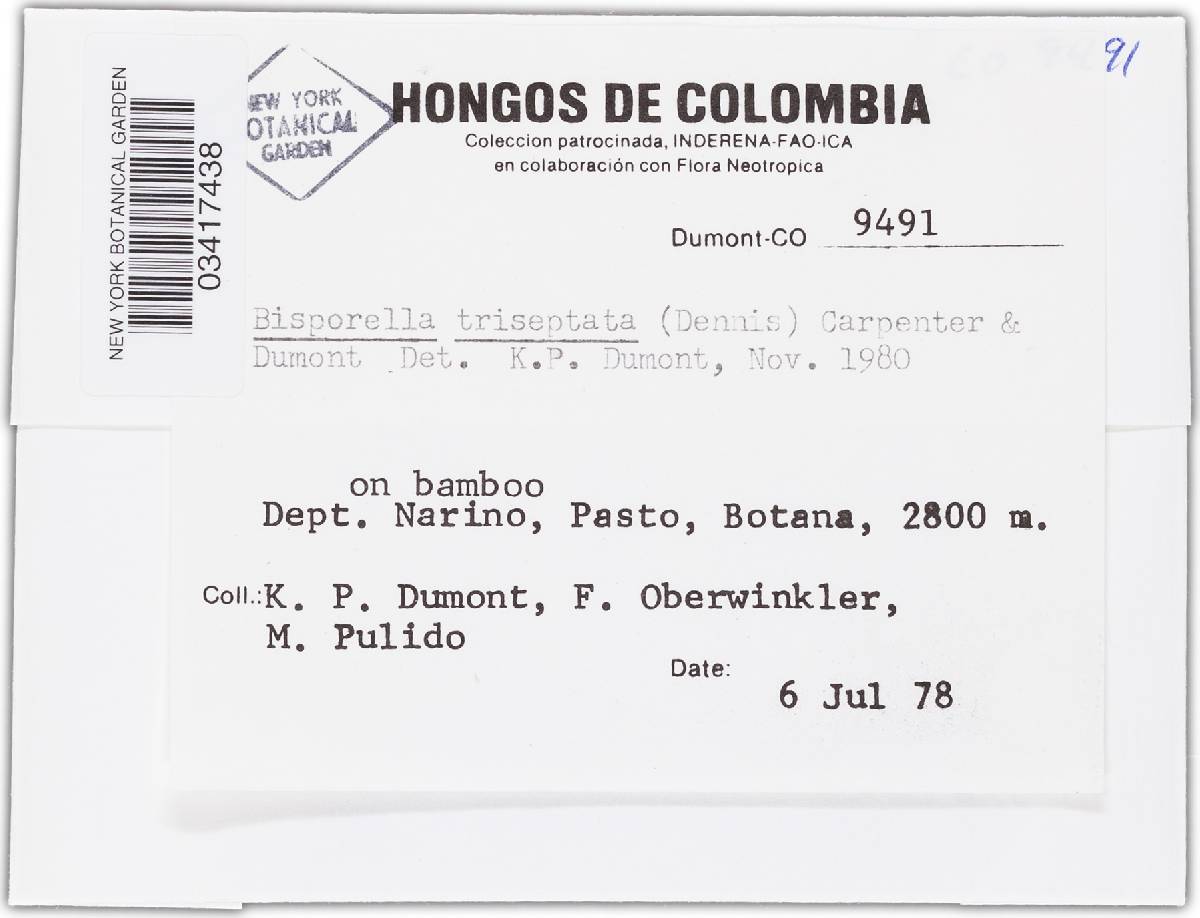 CO 9491
NEW YORK
BOTANICAL
GARDEN
HONGOS DE COLOMBIA
Coleccion patrocinada, INDERENA-FAO-ICA
en colaboración con Flora Neotropica
NEW YORK BOTANICAL GARDEN
03417438
Dumont-CO 9491
Bisporella triseptata (Dennis) Carpenter &
Dumont Det. K.P. Dumont, Nov. 1980
on bamboo
Dept. Narino, Pasto, Botana, 2800 m.
Coll.: K. P. Dumont, F. Oberwinkler,
M. Pulido
Date:
6 Jul 78